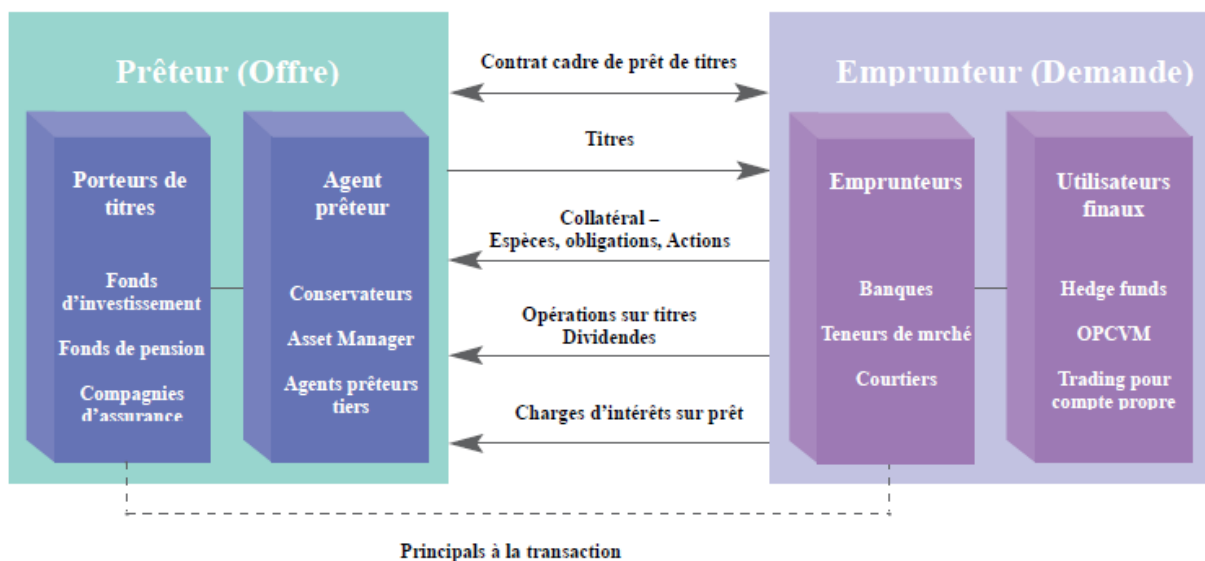 Prêteur (Offre)
Porteurs de
titres
Fonds
d'investissement
Fonds de pension
Compagnies
d'assurance
Agent
prêteur
Conservateurs
Asset Manager
Agents prêteurs
tiers
Contrat cadre de prêt de titres
Titres
Collatéral –
Espèces, obligations, Actions
Opérations sur titres
Dividendes
Charges d'intérêts sur prêt
Emprunteur (Demande)
Emprunteurs
Banques
Teneurs de mrché
Courtiers
Utilisateurs
finaux
Hedge funds
OPCVM
Trading pour
compte propre
Principals à la transaction